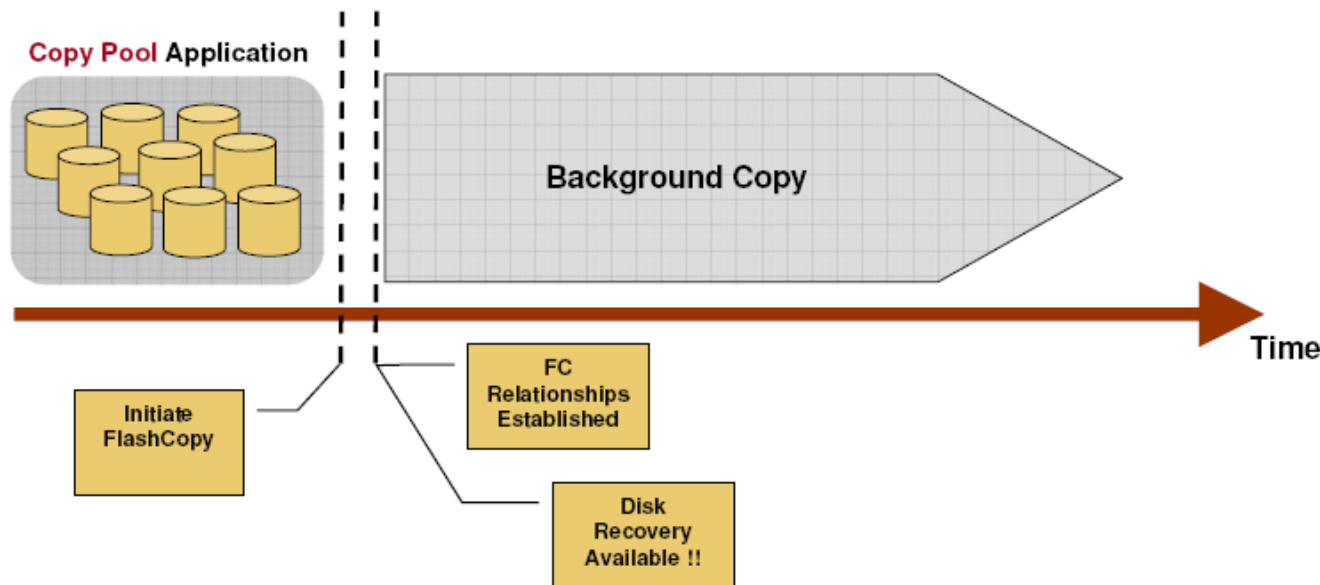 Copy Pool Application
Background Copy
Time
Initiate
FlashCopy
FC
Relationships
Established
Disk
Recovery
Available !!